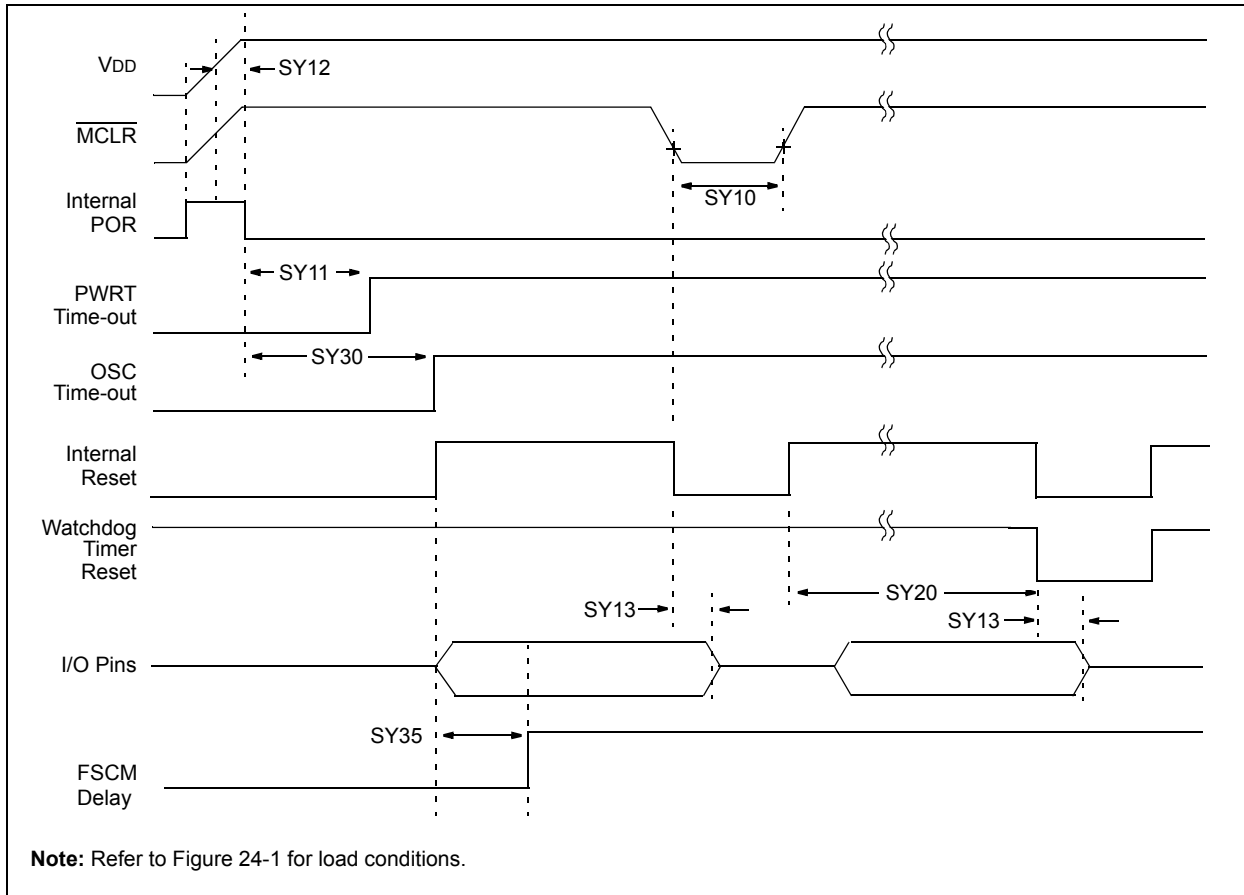 VDD
SY12
MCLR
SY10
Internal
POR
SY11
PWRT
Time-out
SY30
OSC
Time-out
Internal
Reset
Watchdog
Timer
Reset
SY20
SY13
SY13
I/O Pins
SY35
FSCM
Delay
Note: Refer to Figure 24-1 for load conditions.